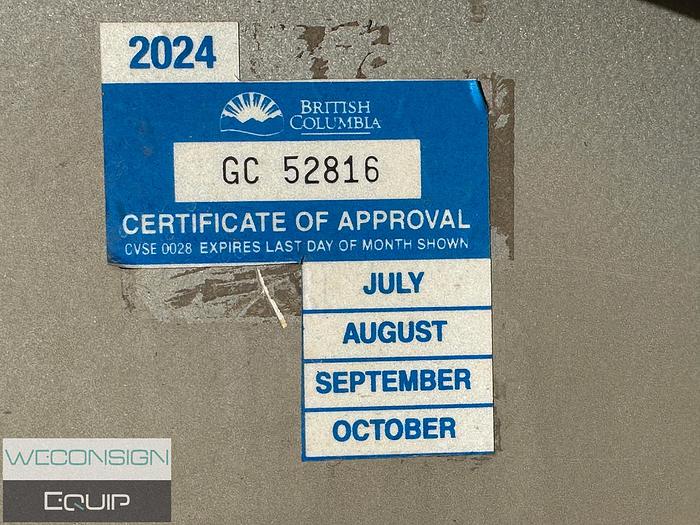 2024
BRITISH
COLUMBIA
GC 52816
CERTIFICATE OF APPROVAL
CVSE 0028 EXPIRES LAST DAY OF MONTH SHOWN
JULY
AUGUST
SEPTEMBER
OCTOBER
WECONSIGN
EQUIP